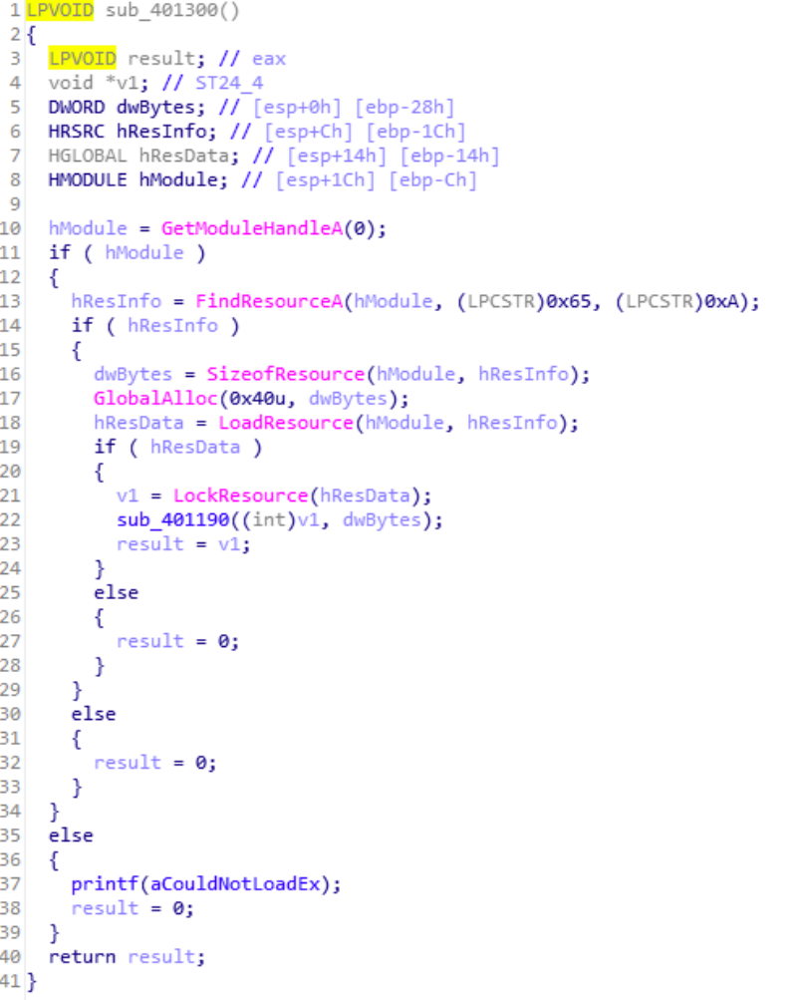 1 LPVOID sub_401300()
2 {
3   LPVOID result; // eax
4   void *v1; // ST24_4
5   DWORD dwBytes; // [esp+0h] [ebp-28h]
6   HRSRC hResInfo; // [esp+Ch] [ebp-1Ch]
7   HGLOBAL hResData; // [esp+14h] [ebp-14h]
8   HMODULE hModule; // [esp+1Ch] [ebp-Ch]
9
10   hModule = GetModuleHandleA(0);
11   if ( hModule )
12   {
13     hResInfo = FindResourceA(hModule, (LPCSTR)0x65, (LPCSTR)0xA);
14     if ( hResInfo )
15     {
16       dwBytes = SizeofResource(hModule, hResInfo);
17       GlobalAlloc(0x40u, dwBytes);
18       hResData = LoadResource(hModule, hResInfo);
19       if ( hResData )
20       {
21         v1 = LockResource(hResData);
22         sub_401190((int)v1, dwBytes);
23         result = v1;
24       }
25       else
26       {
27         result = 0;
28       }
29     }
30     else
31     {
32       result = 0;
33     }
34   }
35   else
36   {
37     printf(aCouldNotLoadEx);
38     result = 0;
39   }
40   return result;
41 }